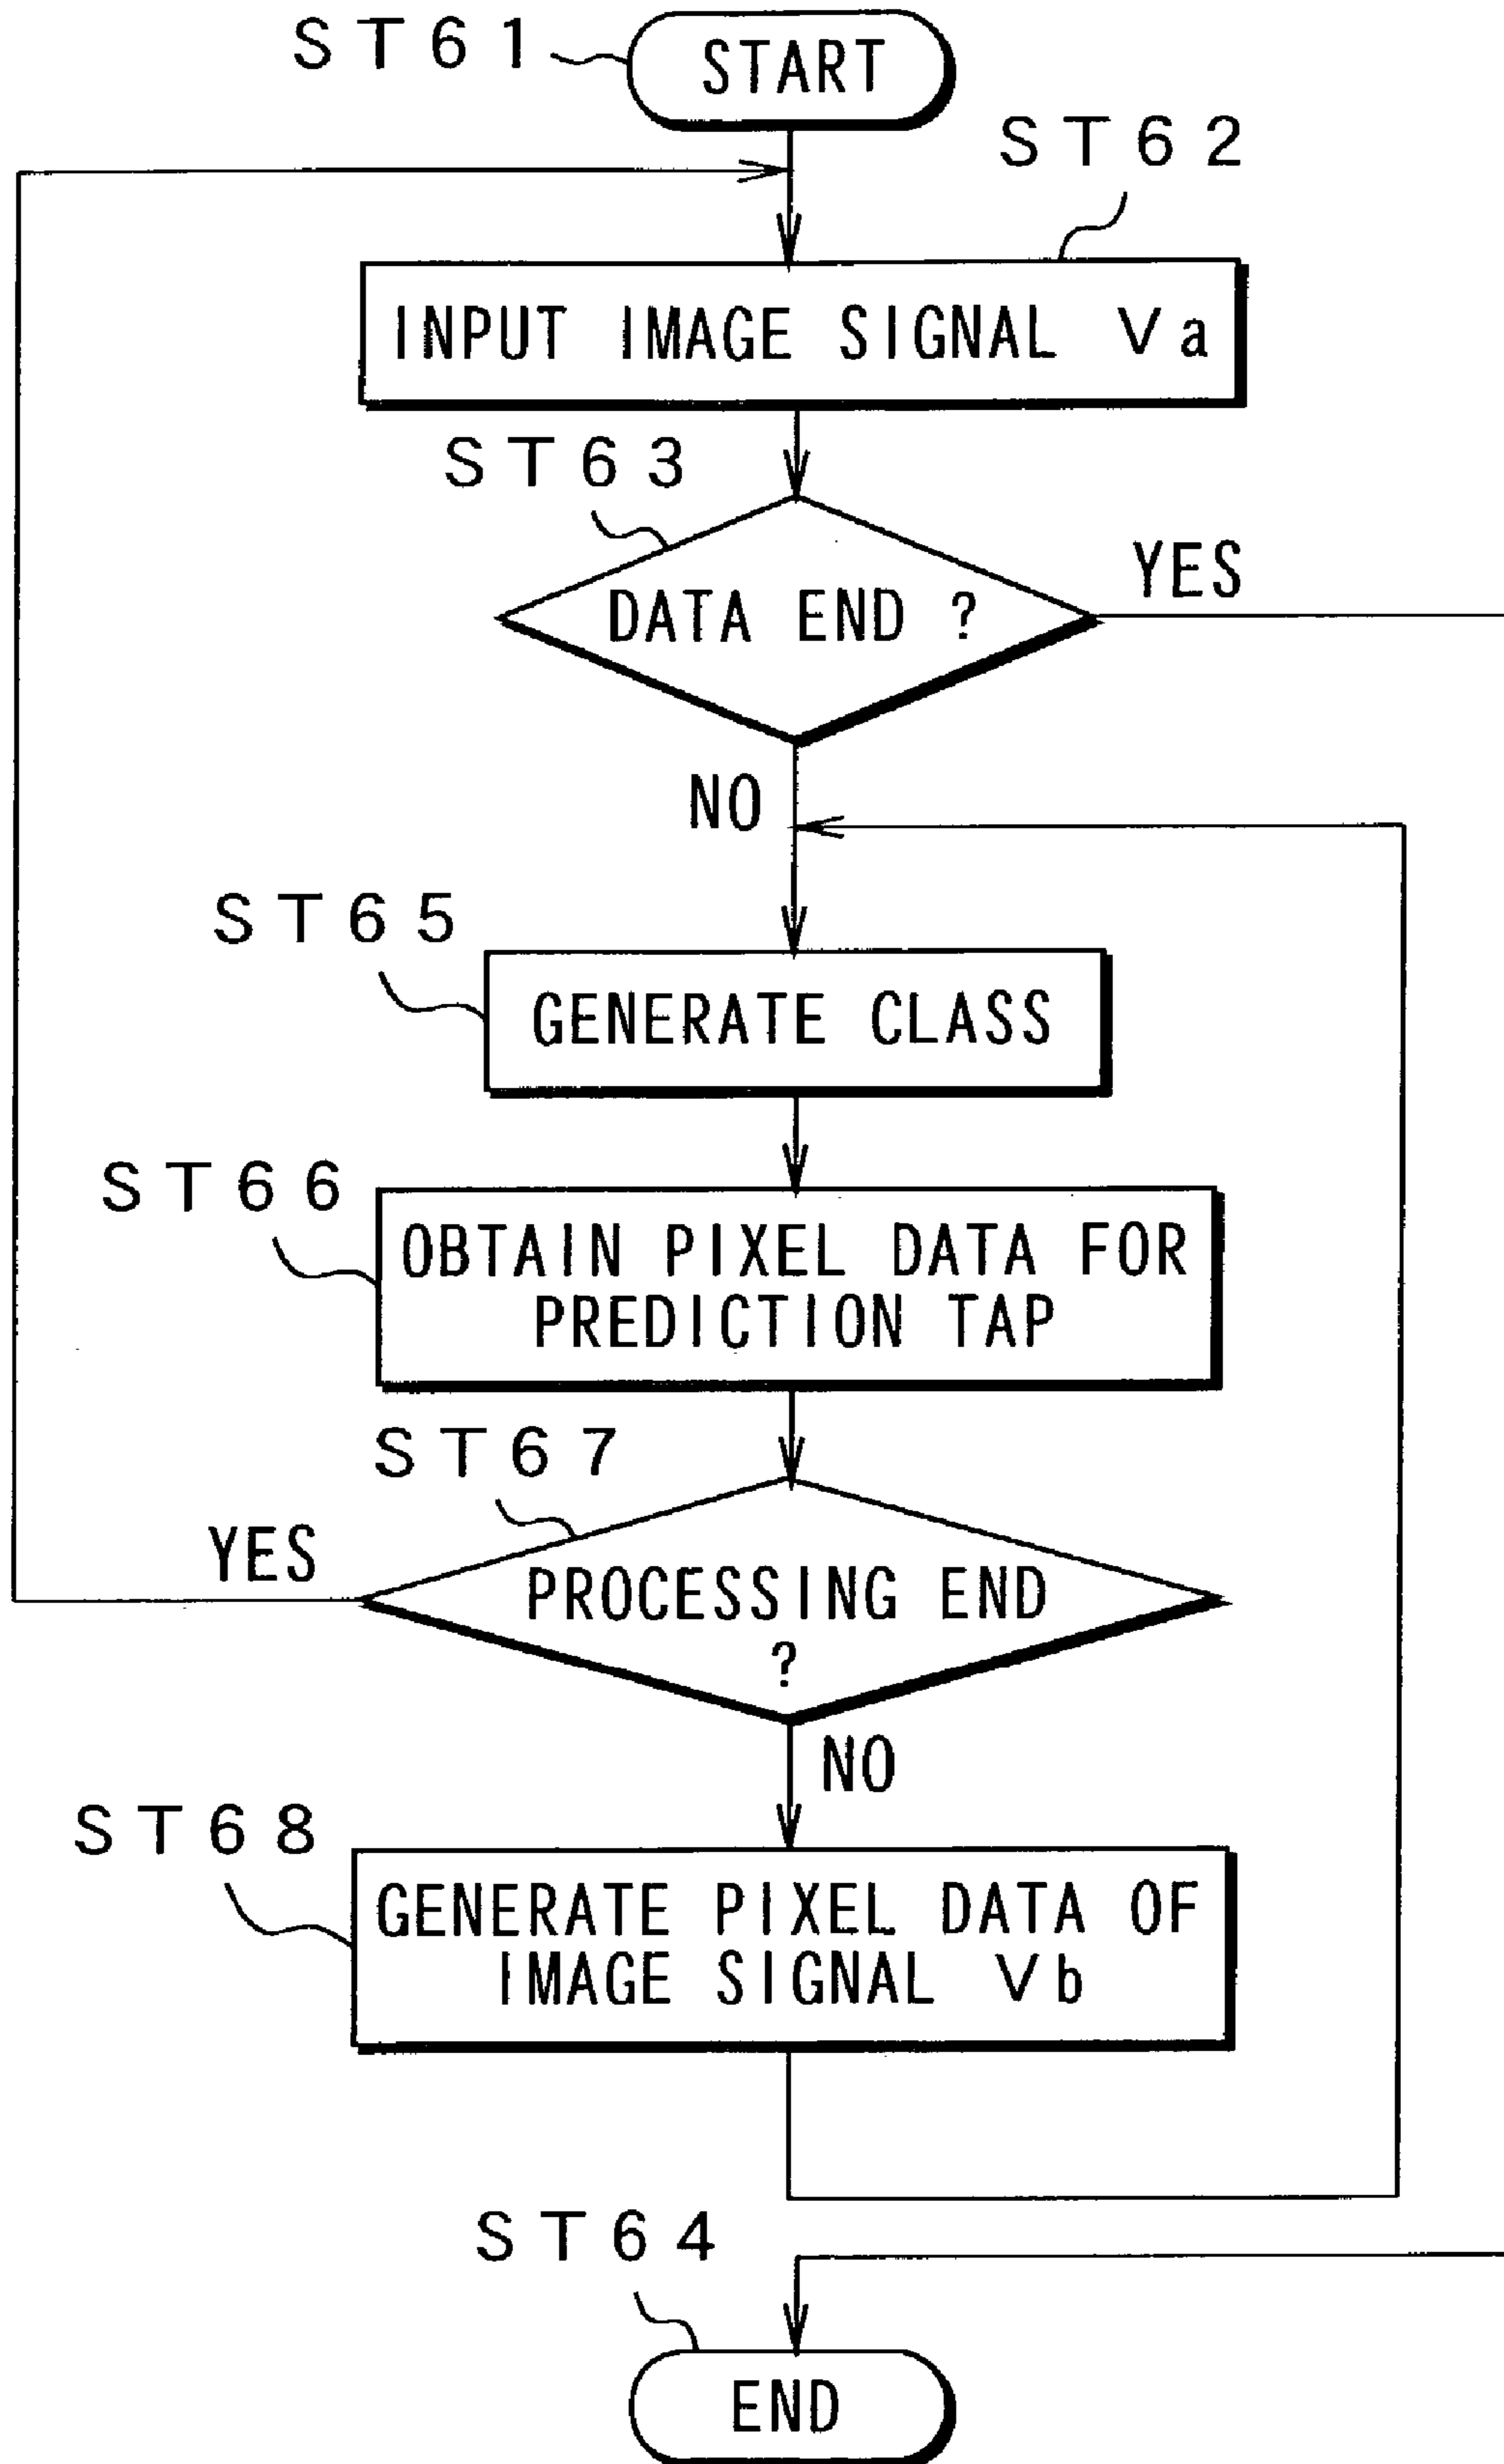 ST61
START
ST62
INPUT IMAGE SIGNAL Va
ST63
DATA END ?
YES
NO
ST65
GENERATE CLASS
ST66
OBTAIN PIXEL DATA FOR
PREDICTION TAP
ST67
YES
PROCESSING END
?
NO
ST68
GENERATE PIXEL DATA OF
IMAGE SIGNAL Vb
ST64
END